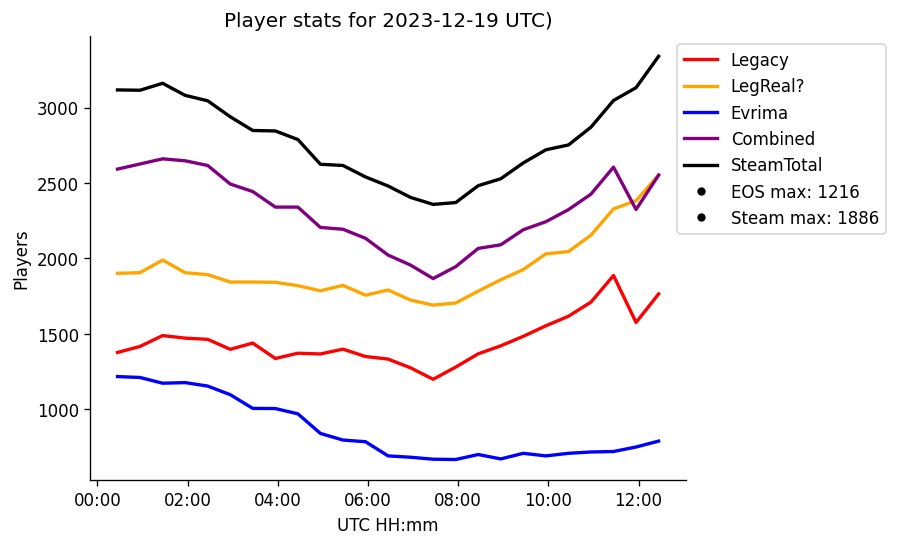 Player stats for 2023-12-19 UTC)
Legacy
LegReal?
Evrima
Combined
SteamTotal
EOS max: 1216
Steam max: 1886
Players
3000
2500
2000
1500
1000
00:00 02:00 04:00 06:00 08:00 10:00 12:00
UTC HH:mm